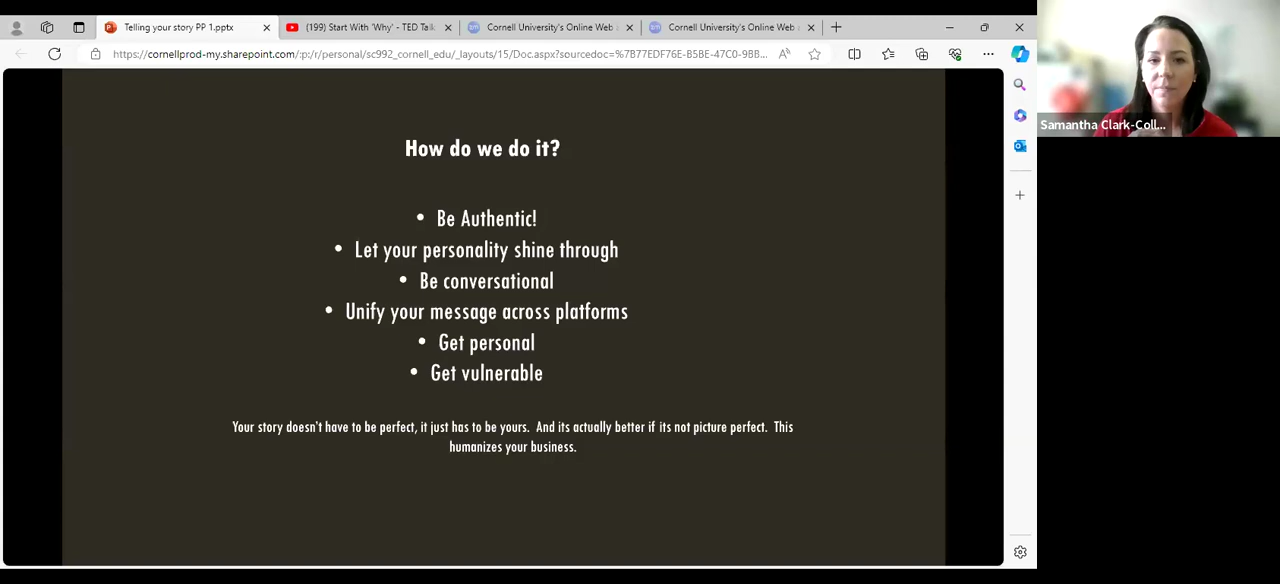 Telling your story PP 1.pptx
(199) Start With 'Why' - TED Talk
Cornell University's Online Web
Cornell University's Online Web
https://cornellprod-my.sharepoint.com/:p:/r/personal/sc992_cornell_edu/_layouts/15/Doc.aspx?sourcedoc=%7B77EDF76E-B5BE-47C0-9BB...
Samantha Clark-Coll...
How do we do it?
• Be Authentic!
• Let your personality shine through
• Be conversational
• Unify your message across platforms
• Get personal
• Get vulnerable
Your story doesn't have to be perfect, it just has to be yours. And its actually better if its not picture perfect. This
humanizes your business.